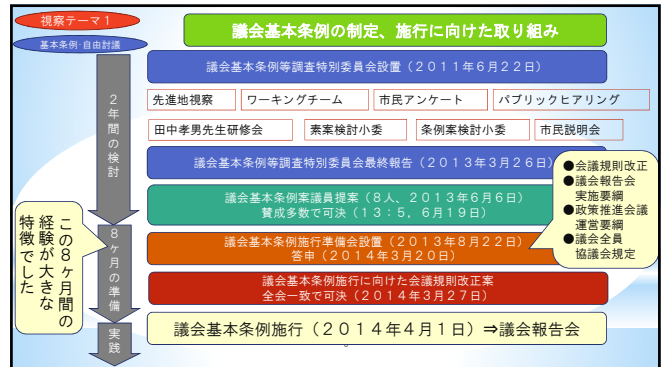 視察テーマ１
基本条例･自由討議
議会基本条例の制定、施行に向けた取り組み
２年間の検討
議会基本条例等調査特別委員会設置（２０１１年６月２２日）
先進地視察
ワーキングチーム
市民アンケート
パブリックヒアリング
田中孝男先生研修会
素案検討小委
条例案検討小委
市民説明会
議会基本条例等調査特別委員会最終報告（２０１３年３月２６日）
議会基本条例案議員提案（８人、２０１３年６月６日）
賛成多数で可決（１３：５，６月１９日）
８ヶ月の準備
議会基本条例施行準備会設置（２０１３年８月２２日）
答申（２０１４年３月２０日）
●会議規則改正
●議会報告会
実施要綱
●政策推進会議
運営要綱
●議会全員
協議会規定
この８ヶ月間の
経験が大きな
特徴でした
議会基本条例施行に向けた会議規則改正案
全会一致で可決（２０１４年３月２７日）
実践
議会基本条例施行（２０１４年４月１日）⇒議会報告会